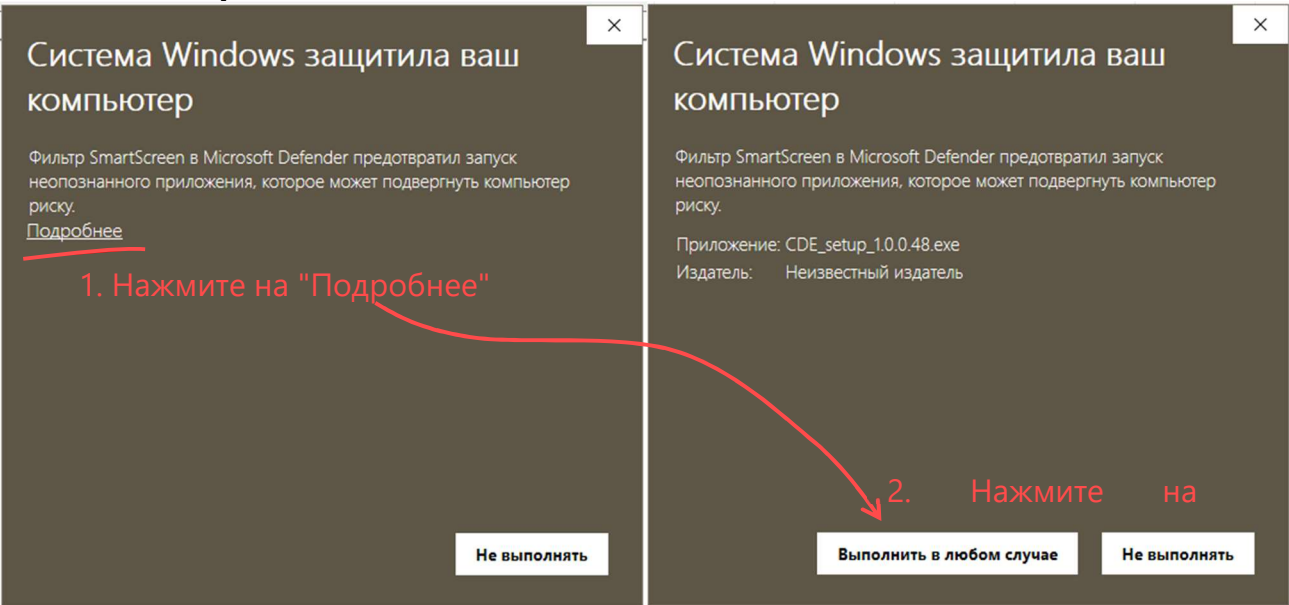 Система Windows защитила ваш
компьютер
Фильтр SmartScreen в Microsoft Defender предотвратил запуск
неопознанного приложения, которое может подвергнуть компьютер
риску.
Подробнее
1. Нажмите на "Подробнее"
Не выполнять
Система Windows защитила ваш
компьютер
Фильтр SmartScreen в Microsoft Defender предотвратил запуск
неопознанного приложения, которое может подвергнуть компьютер
риску.
Приложение: CDE_setup_1.0.0.48.exe
Издатель: Неизвестный издатель
2. Нажмите на
Выполнить в любом случае
Не выполнять